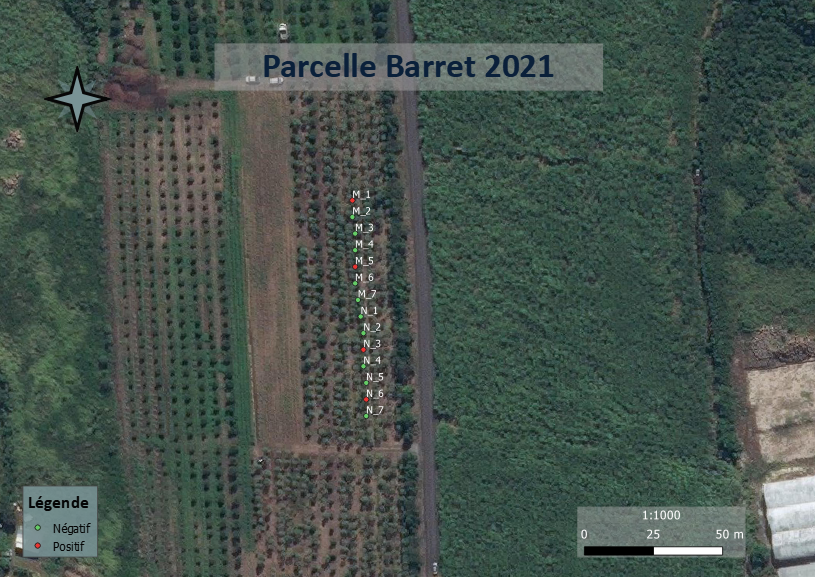 Parcelle Barret 2021
M_1
M_2
M_3
M_4
M_5
M_6
M_7
N_1
N_2
N_3
N_4
N_5
N_6
N_7
Légende
Négatif
Positif
1:1000
0 25 50 m